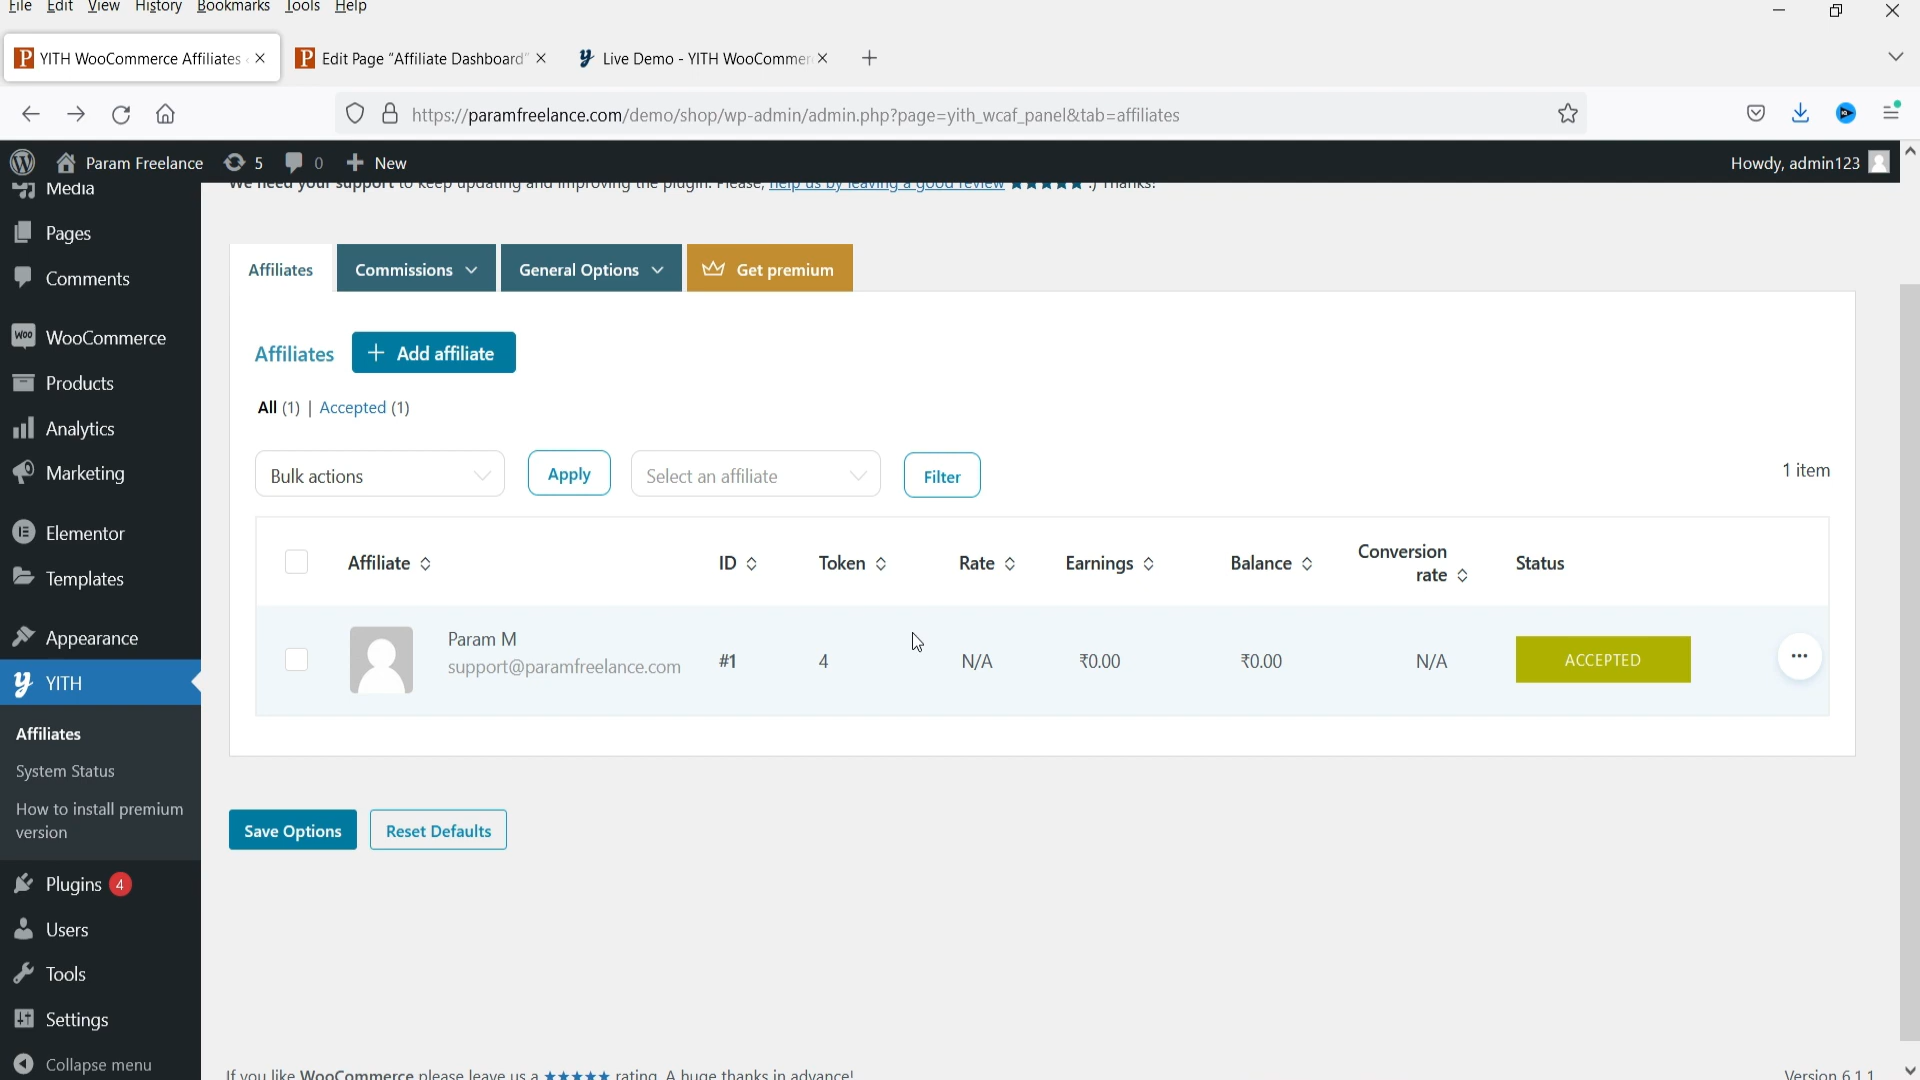 File Edit View History Bookmarks Tools Help
YITH WooCommerce Affiliates
Edit Page "Affiliate Dashboard"
Live Demo - YITH WooCommer
https://paramfreelance.com/demo/shop/wp-admin/admin.php?page=yith_wcaf_panel&tab=affiliates
Param Freelance 5 0 New
Howdy, admin123
We need your support to keep updating and improving the plugin. Please, help us by leaving a good review ★★★★★ :) Thanks!
Media
Pages
Comments
WooCommerce
Products
Analytics
Marketing
Elementor
Templates
Appearance
YITH
Affiliates
System Status
How to install premium
version
Plugins 4
Users
Tools
Settings
Collapse menu
Affiliates
Commissions
General Options
Get premium
Affiliates
+ Add affiliate
All (1) | Accepted (1)
Bulk actions
Apply
Select an affiliate
Filter
1 item
Affiliate ID Token Rate Earnings Balance Conversion rate Status
Param M
support@paramfreelance.com
#1 4 N/A ₹0.00 ₹0.00 N/A ACCEPTED
Save Options
Reset Defaults
If you like WooCommerce please leave us a ★★★★★ rating. A huge thanks in advance!
Version 6.1.1